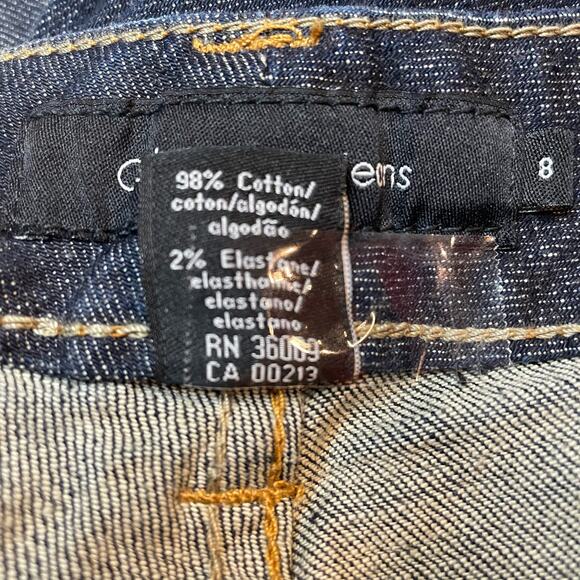 8
98% Cotton/
coton/algodón/
algodão
2% Elastane/
elasthanne/
elastano/
elastano
RN 36009
CA 00213